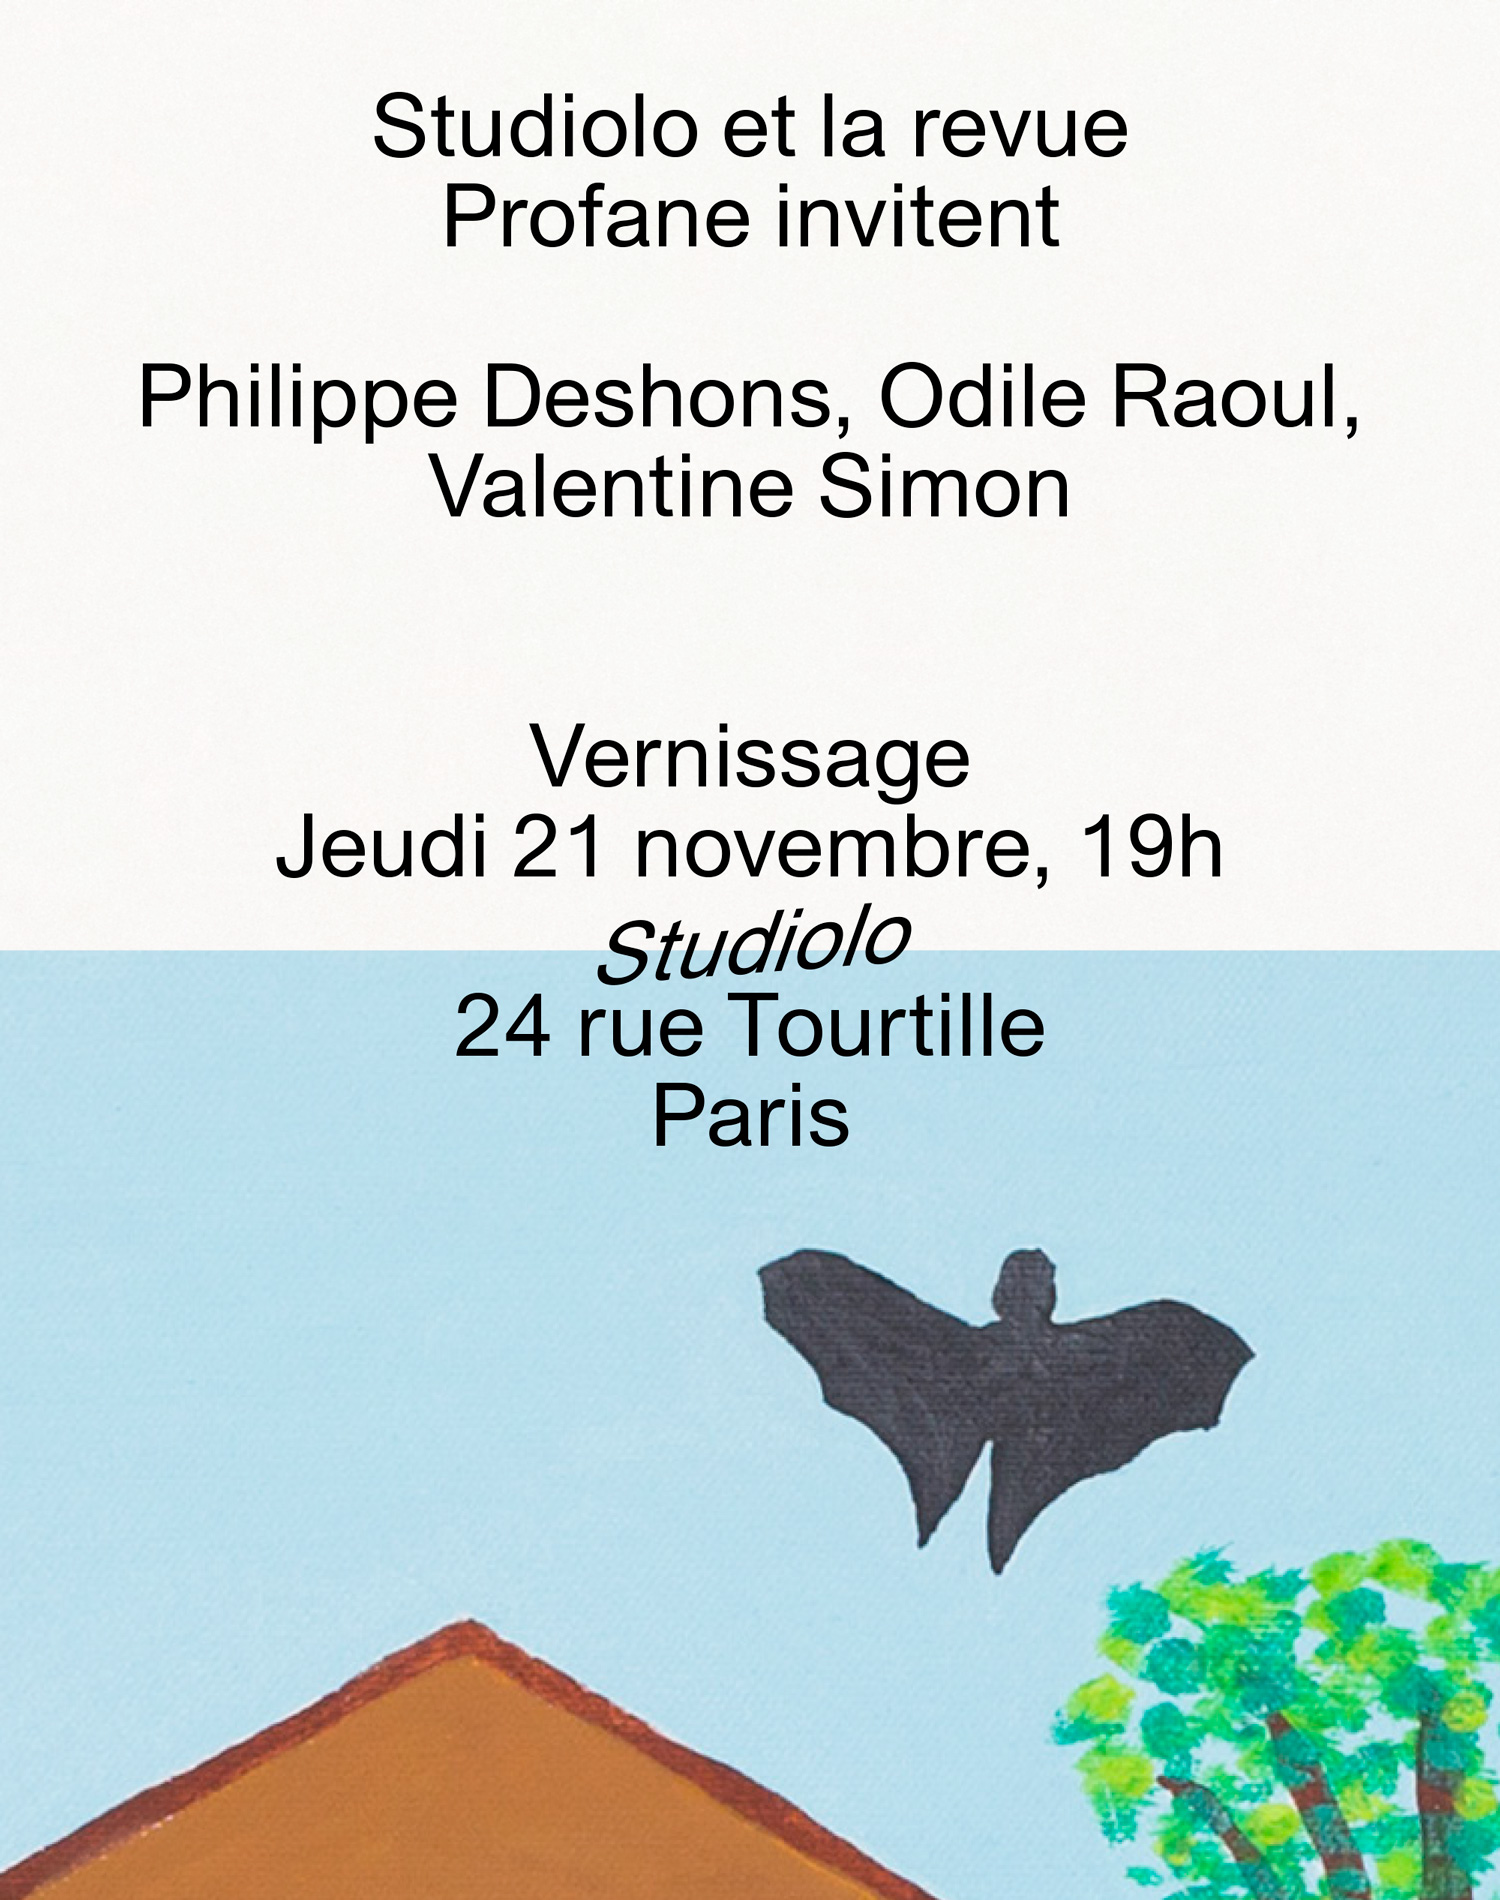 Studiolo et la revue
Profane invitent
Philippe Deshons, Odile Raoul,
Valentine Simon
Vernissage
Jeudi 21 novembre, 19h
Studiolo
24 rue Tourtille
Paris